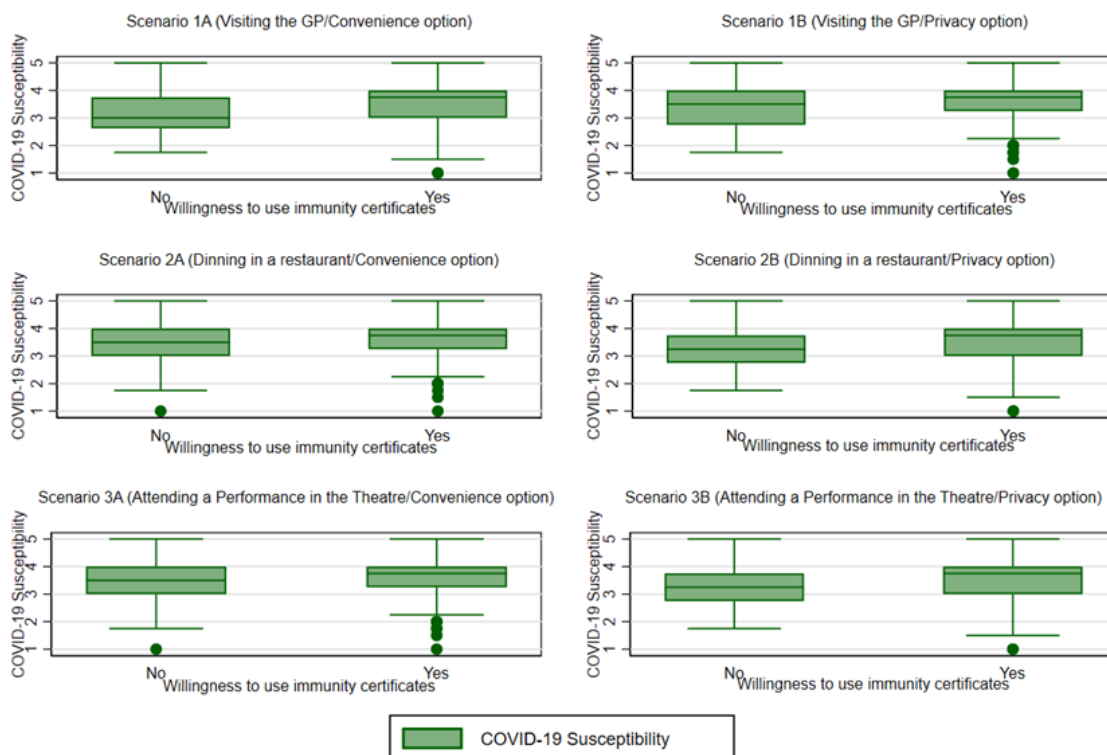 Scenario 1A (Visiting the GP/Convenience option)
COVID-19 Susceptibility
5
4
3
2
1
No
Yes
Willingness to use immunity certificates
Scenario 1B (Visiting the GP/Privacy option)
COVID-19 Susceptibility
5
4
3
2
1
No
Yes
Willingness to use immunity certificates
Scenario 2A (Dinning in a restaurant/Convenience option)
COVID-19 Susceptibility
5
4
3
2
1
No
Yes
Willingness to use immunity certificates
Scenario 2B (Dinning in a restaurant/Privacy option)
COVID-19 Susceptibility
5
4
3
2
1
No
Yes
Willingness to use immunity certificates
Scenario 3A (Attending a Performance in the Theatre/Convenience option)
COVID-19 Susceptibility
5
4
3
2
1
No
Yes
Willingness to use immunity certificates
Scenario 3B (Attending a Performance in the Theatre/Privacy option)
COVID-19 Susceptibility
5
4
3
2
1
No
Yes
Willingness to use immunity certificates
COVID-19 Susceptibility